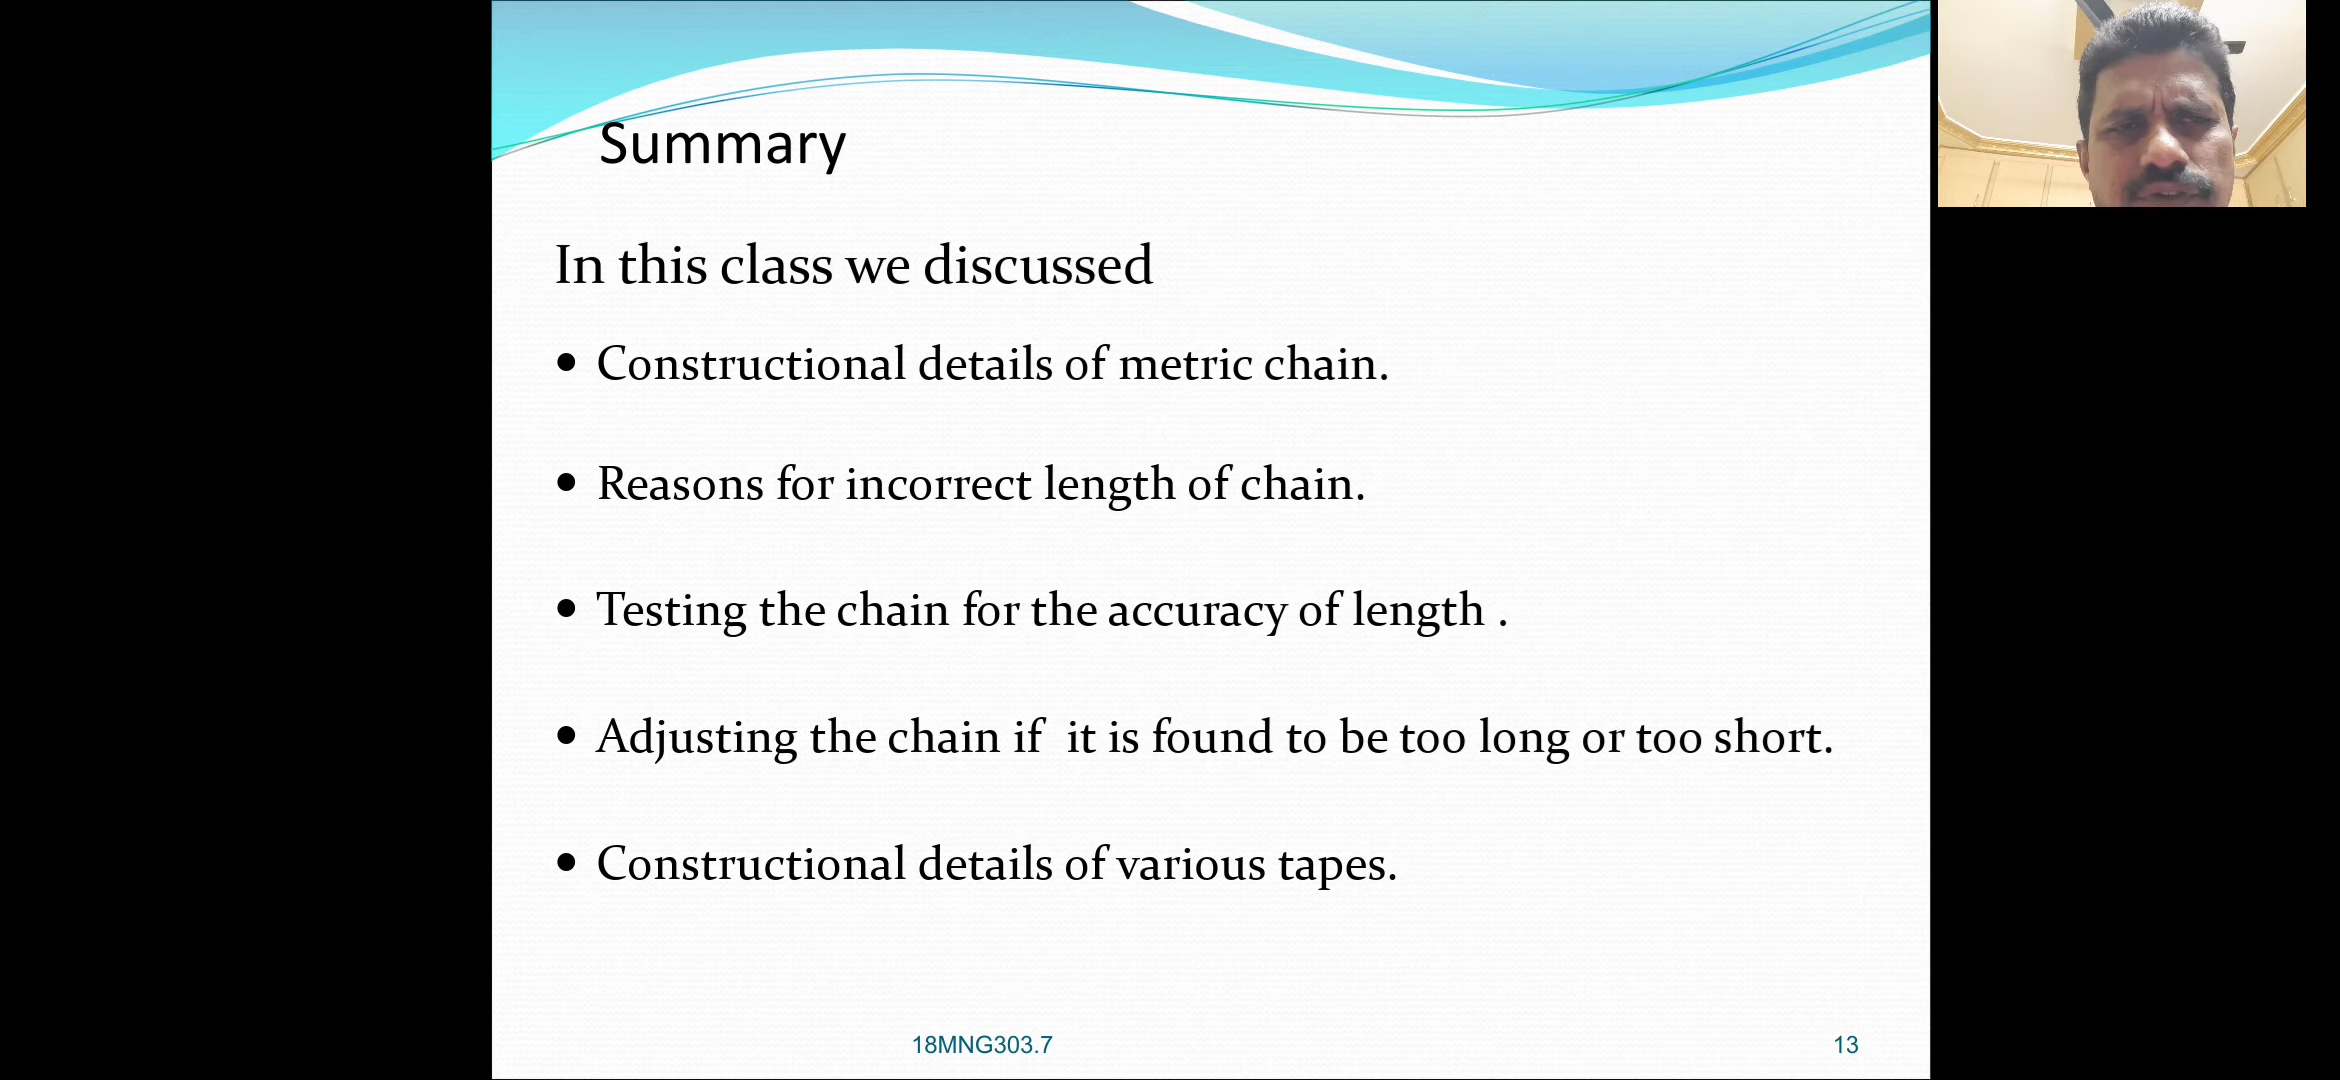 Summary
In this class we discussed
• Constructional details of metric chain.
• Reasons for incorrect length of chain.
• Testing the chain for the accuracy of length .
• Adjusting the chain if  it is found to be too long or too short.
• Constructional details of various tapes.
18MNG303.7
13